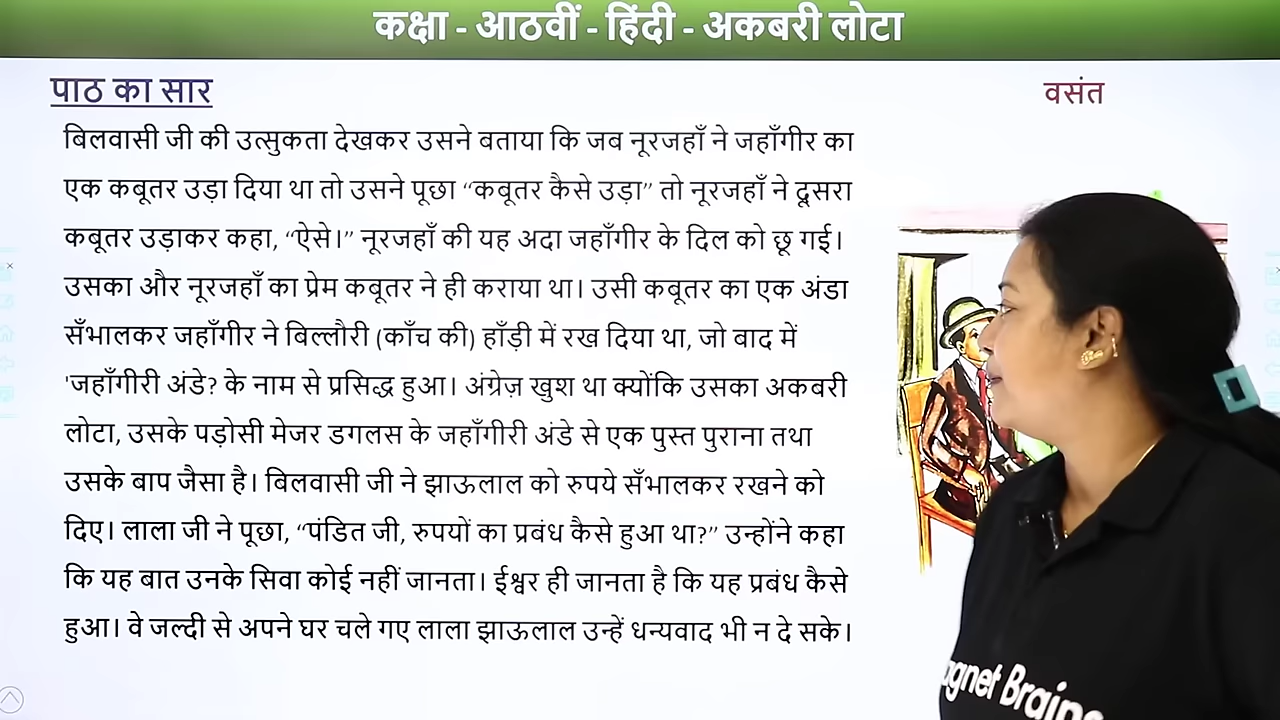 कक्षा - आठवीं - हिंदी - अकबरी लोटा
पाठ का सार
वसंत
बिलवासी जी की उत्सुकता देखकर उसने बताया कि जब नूरजहाँ ने जहाँगीर का
एक कबूतर उड़ा दिया था तो उसने पूछा “कबूतर कैसे उड़ा” तो नूरजहाँ ने दूसरा
कबूतर उड़ाकर कहा, “ऐसे।” नूरजहाँ की यह अदा जहाँगीर के दिल को छू गई।
उसका और नूरजहाँ का प्रेम कबूतर ने ही कराया था। उसी कबूतर का एक अंडा
सँभालकर जहाँगीर ने बिल्लौरी (काँच की) हाँड़ी में रख दिया था, जो बाद में
'जहाँगीरी अंडे? के नाम से प्रसिद्ध हुआ। अंग्रेज़ खुश था क्योंकि उसका अकबरी
लोटा, उसके पड़ोसी मेजर डगलस के जहाँगीरी अंडे से एक पुस्त पुराना तथा
उसके बाप जैसा है। बिलवासी जी ने झाऊलाल को रुपये सँभालकर रखने को
दिए। लाला जी ने पूछा, “पंडित जी, रुपयों का प्रबंध कैसे हुआ था?” उन्होंने कहा
कि यह बात उनके सिवा कोई नहीं जानता। ईश्वर ही जानता है कि यह प्रबंध कैसे
हुआ। वे जल्दी से अपने घर चले गए लाला झाऊलाल उन्हें धन्यवाद भी न दे सके।
agnet Brains